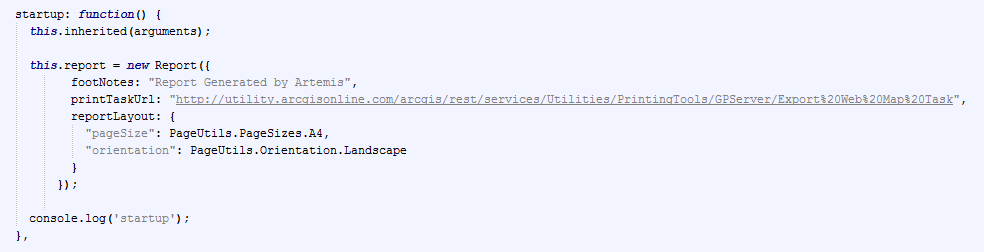 startup: function() {
this.inherited(arguments);
this.report = new Report({
footNotes: "Report Generated by Artemis",
printTaskUrl: "http://utility.arcgisonline.com/arcgis/rest/services/Utilities/PrintingTools/GPServer/Export%20Web%20Map%20Task",
reportLayout: {
"pageSize": PageUtils.PageSizes.A4,
"orientation": PageUtils.Orientation.Landscape
}
});
console.log('startup');
},